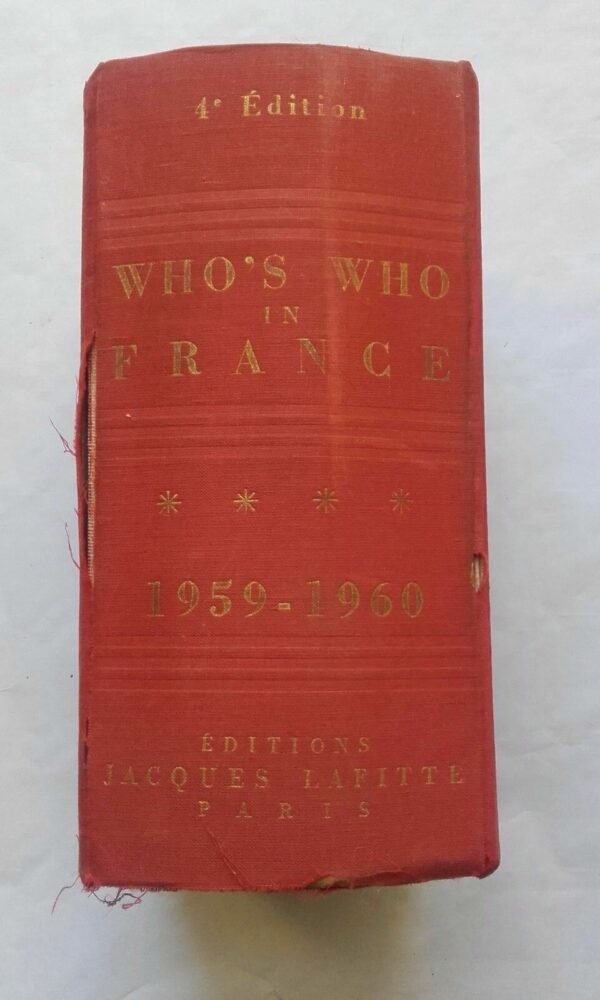 4e Édition
WHO'S WHO
IN
FRANCE
* * * *
1959-1960
ÉDITIONS
JACQUES LAFITTE
PARIS